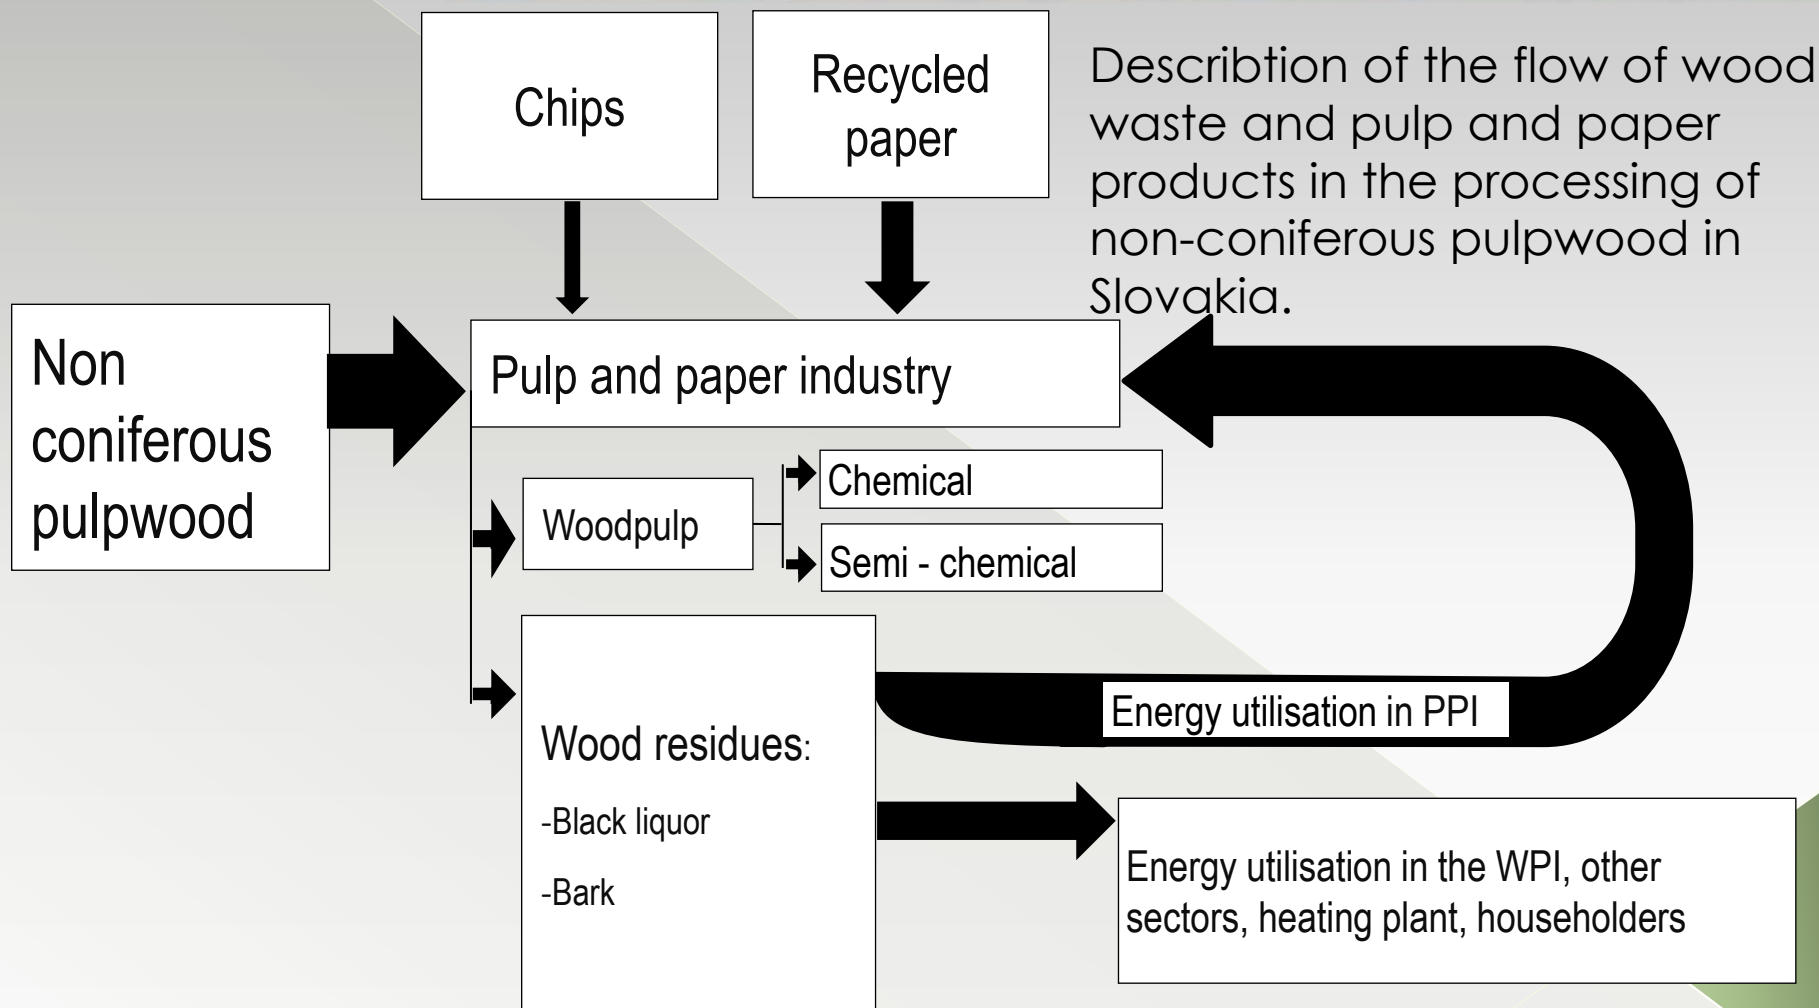 Chips
Recycled
paper
Describtion of the flow of wood
waste and pulp and paper
products in the processing of
non-coniferous pulpwood in
Slovakia.
Non
coniferous
pulpwood
Pulp and paper industry
Woodpulp
Chemical
Semi - chemical
Wood residues:
-Black liquor
-Bark
Energy utilisation in PPI
Energy utilisation in the WPI, other
sectors, heating plant, householders